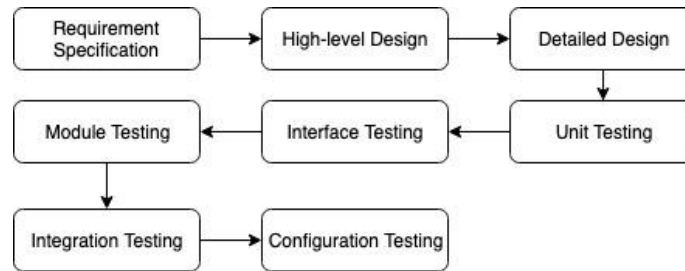 Requirement
Specification
High-level Design
Detailed Design
Unit Testing
Interface Testing
Module Testing
Integration Testing
Configuration Testing